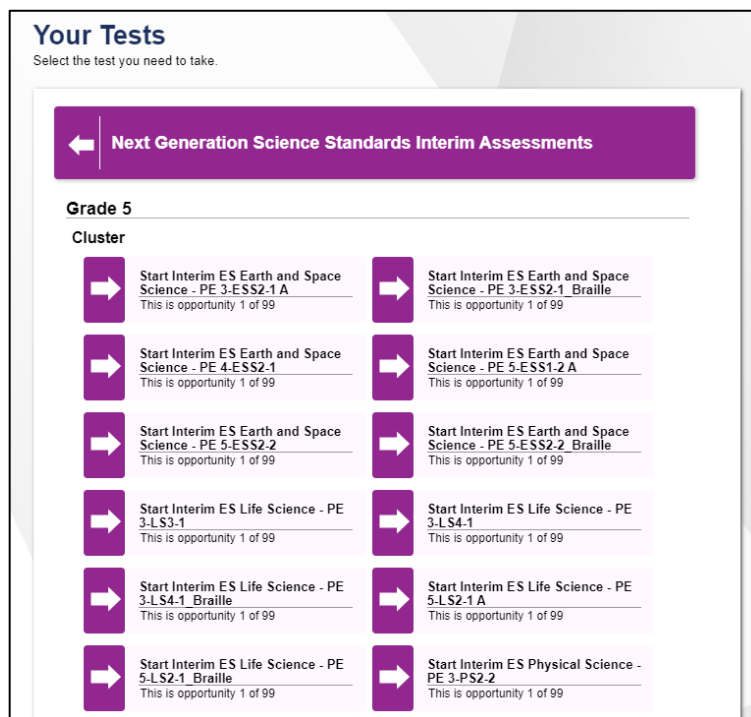 Your Tests
Select the test you need to take.
Next Generation Science Standards Interim Assessments
Grade 5
Cluster
Start Interim ES Earth and Space
Science - PE 3-ESS2-1 A
This is opportunity 1 of 99
Start Interim ES Earth and Space
Science - PE 3-ESS2-1_Braille
This is opportunity 1 of 99
Start Interim ES Earth and Space
Science - PE 4-ESS2-1
This is opportunity 1 of 99
Start Interim ES Earth and Space
Science - PE 5-ESS1-2 A
This is opportunity 1 of 99
Start Interim ES Earth and Space
Science - PE 5-ESS2-2
This is opportunity 1 of 99
Start Interim ES Earth and Space
Science - PE 5-ESS2-2_Braille
This is opportunity 1 of 99
Start Interim ES Life Science - PE
3-LS3-1
This is opportunity 1 of 99
Start Interim ES Life Science - PE
3-LS4-1
This is opportunity 1 of 99
Start Interim ES Life Science - PE
3-LS4-1_Braille
This is opportunity 1 of 99
Start Interim ES Life Science - PE
5-LS2-1 A
This is opportunity 1 of 99
Start Interim ES Life Science - PE
5-LS2-1_Braille
This is opportunity 1 of 99
Start Interim ES Physical Science -
PE 3-PS2-2
This is opportunity 1 of 99